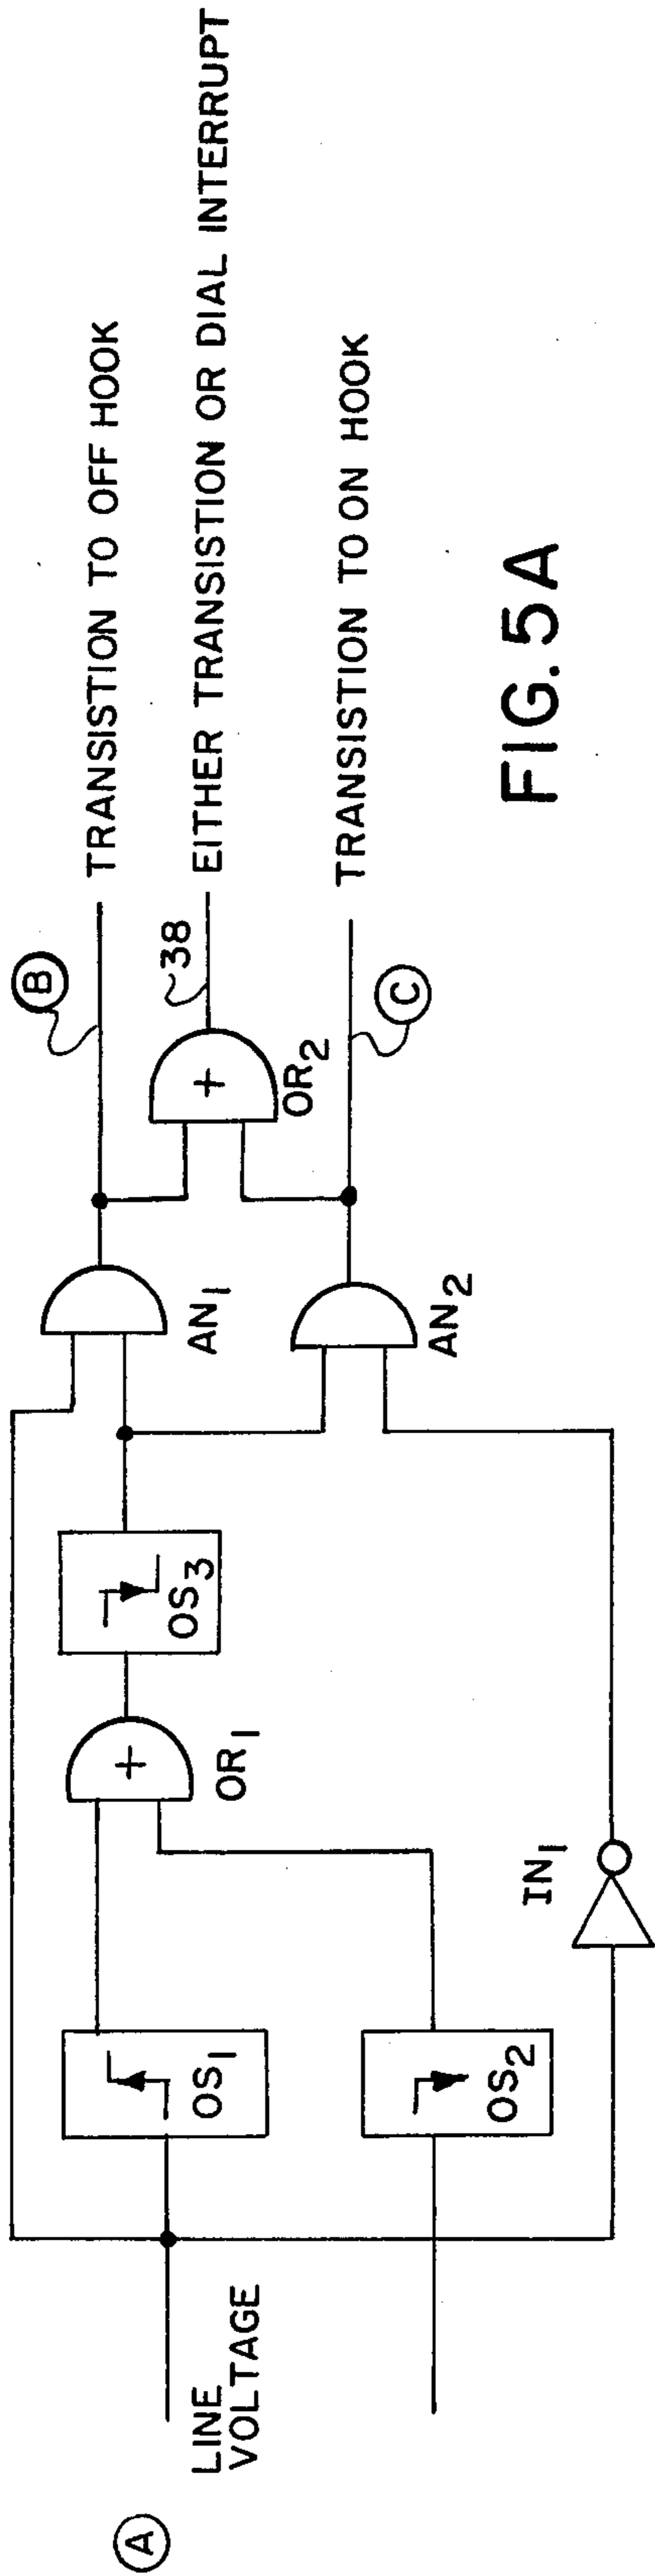 A
LINE
VOLTAGE
OS1
OS2
OR1
+
OS3
IN1
AN1
AN2
+
OR2
B
38
C
TRANSISTION TO OFF HOOK
EITHER TRANSISTION OR DIAL INTERRUPT
TRANSISTION TO ON HOOK
FIG. 5A